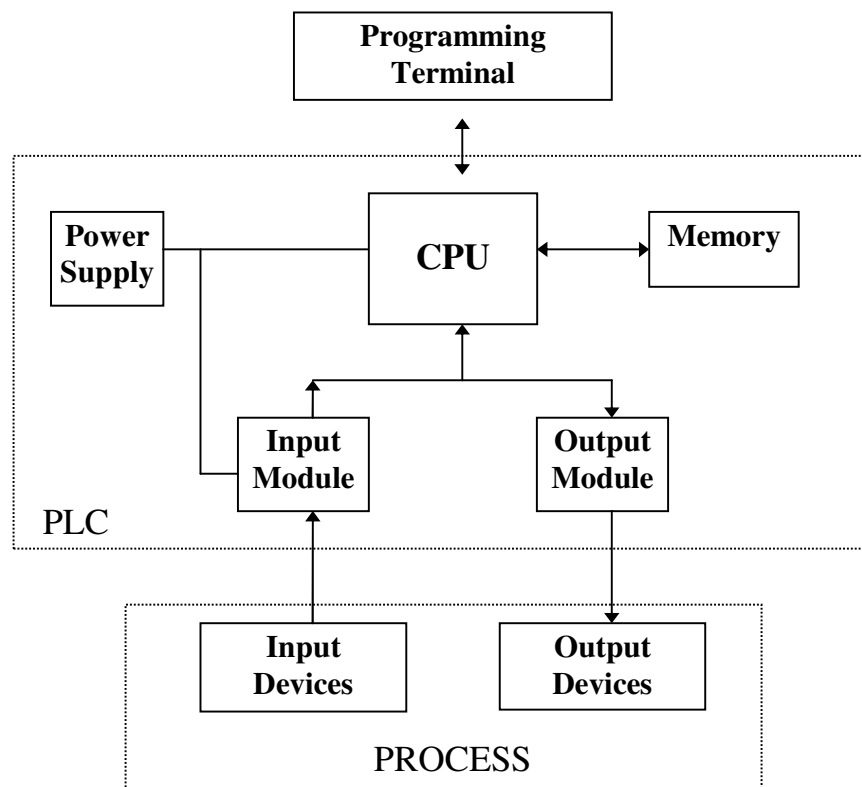 Programming
Terminal
Power
Supply
CPU
Memory
Input
Module
Output
Module
PLC
Input
Devices
Output
Devices
PROCESS